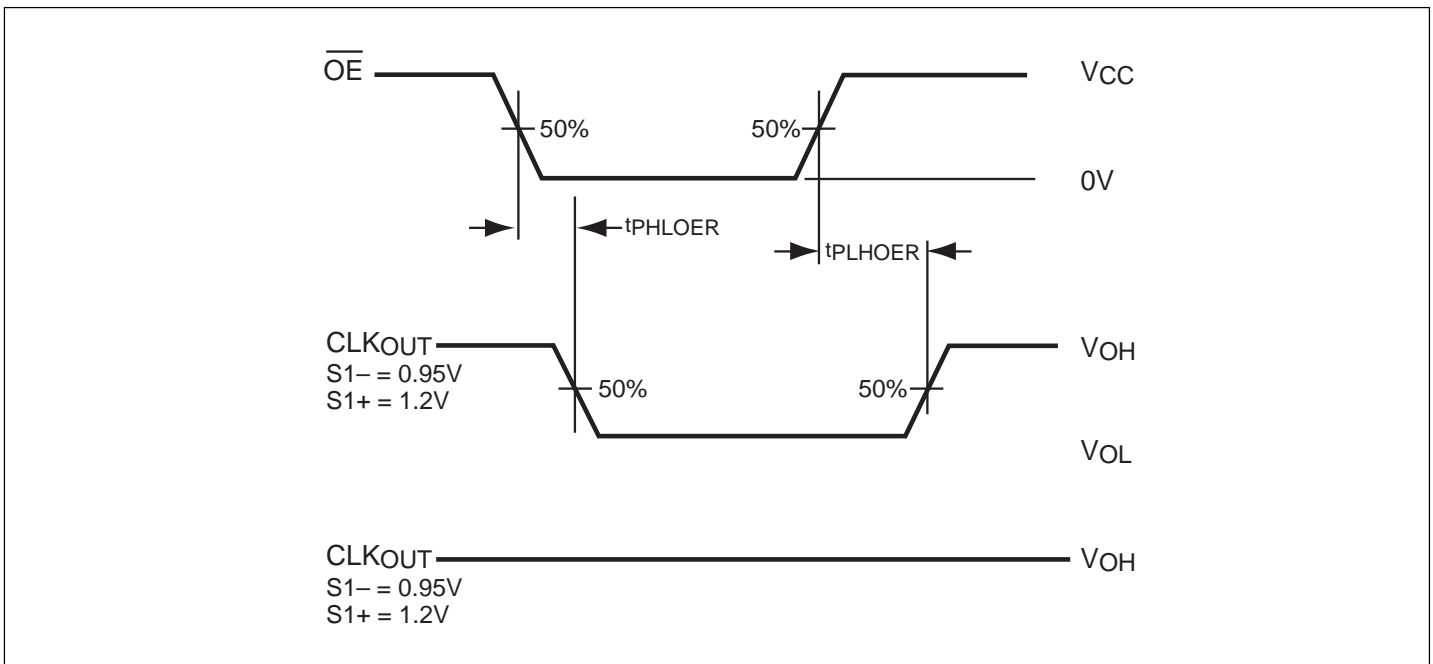 OE VCC
50% 50%
0V
tPHLOER
tPLHOER
CLKOUT VOH
S1– = 0.95V
S1+ = 1.2V
50% 50%
VOL
CLKOUT VOH
S1– = 0.95V
S1+ = 1.2V